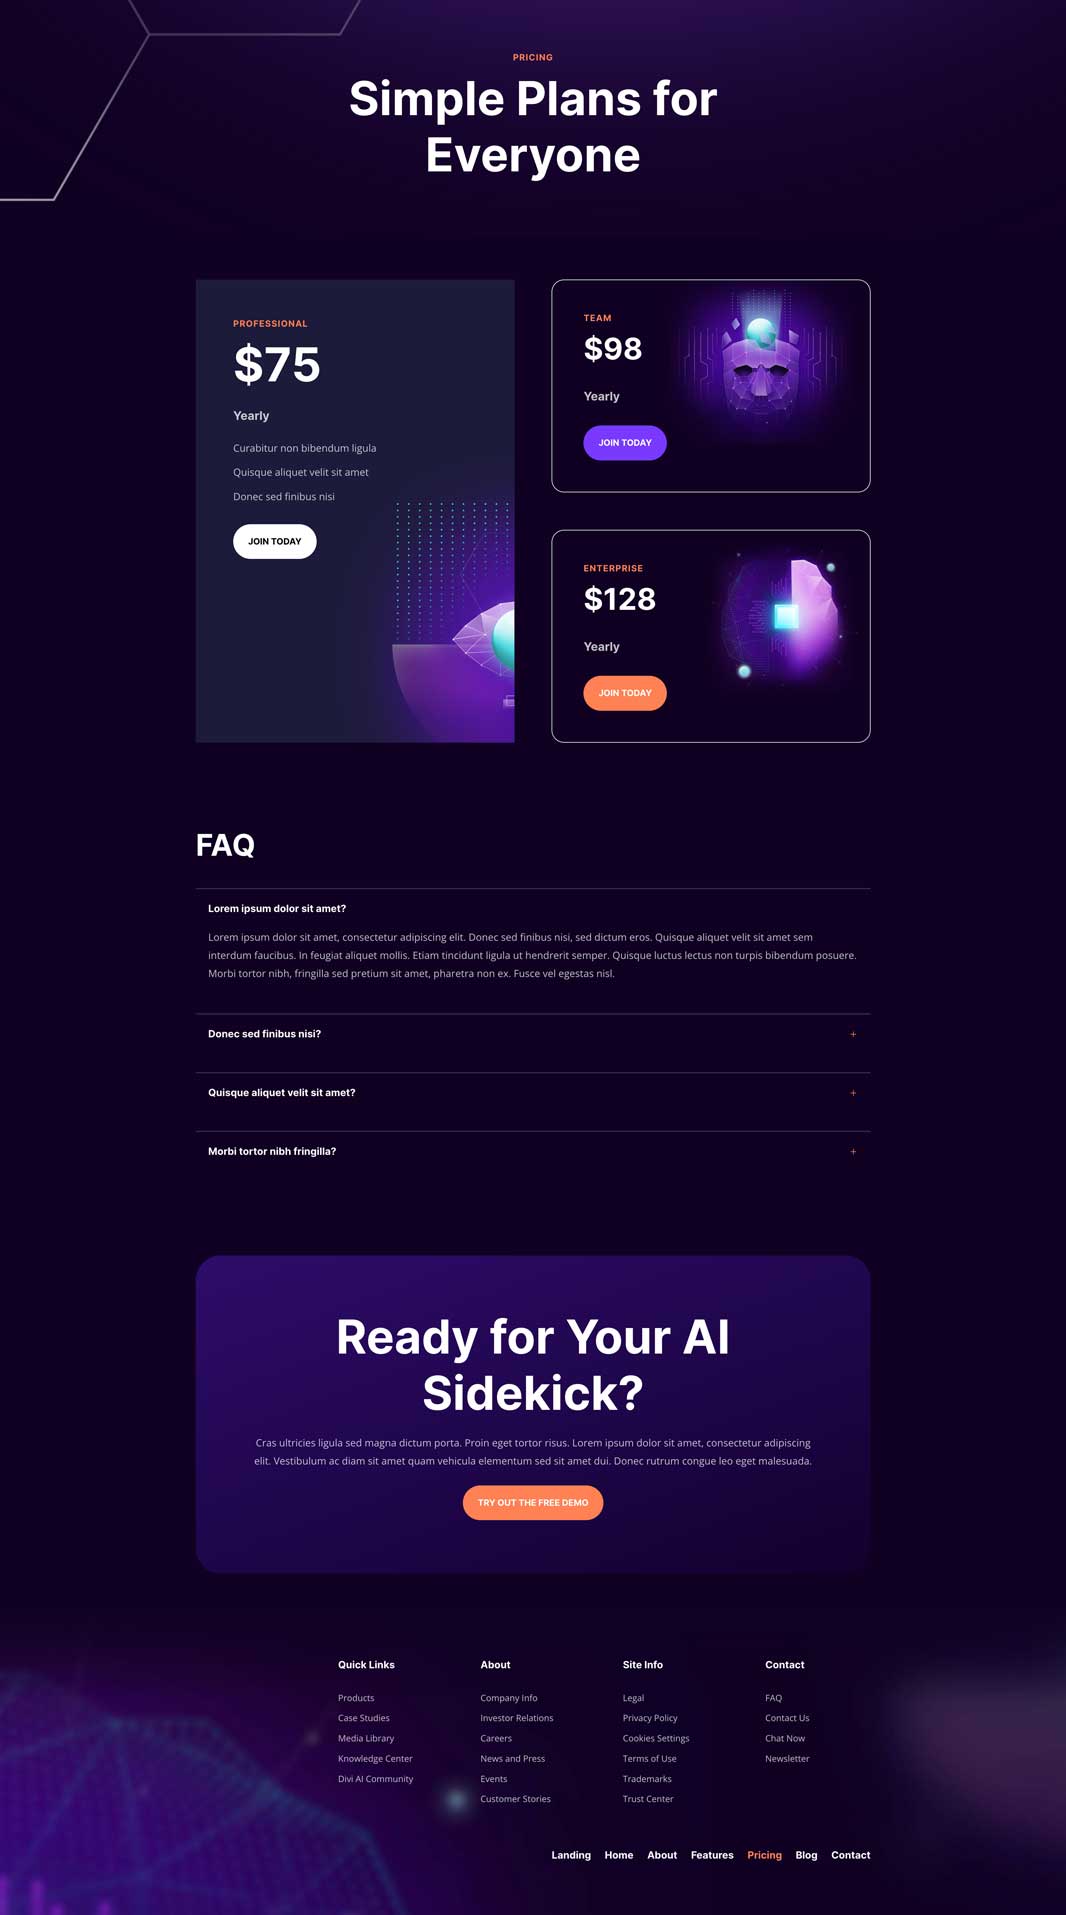 PRICING
Simple Plans for
Everyone
PROFESSIONAL
$75
Yearly
Curabitur non bibendum ligula
Quisque aliquet velit sit amet
Donec sed finibus nisi
JOIN TODAY
TEAM
$98
Yearly
JOIN TODAY
ENTERPRISE
$128
Yearly
JOIN TODAY
FAQ
Lorem ipsum dolor sit amet?
Lorem ipsum dolor sit amet, consectetur adipiscing elit. Donec sed finibus nisi, sed dictum eros. Quisque aliquet velit sit amet sem
interdum faucibus. In feugiat aliquet mollis. Etiam tincidunt ligula ut hendrerit semper. Quisque luctus lectus non turpis bibendum posuere.
Morbi tortor nibh, fringilla sed pretium sit amet, pharetra non ex. Fusce vel egestas nisl.
Donec sed finibus nisi? +
Quisque aliquet velit sit amet? +
Morbi tortor nibh fringilla? +
Ready for Your AI
Sidekick?
Cras ultricies ligula sed magna dictum porta. Proin eget tortor risus. Lorem ipsum dolor sit amet, consectetur adipiscing
elit. Vestibulum ac diam sit amet quam vehicula elementum sed sit amet dui. Donec rutrum congue leo eget malesuada.
TRY OUT THE FREE DEMO
Quick Links
Products
Case Studies
Media Library
Knowledge Center
Divi AI Community
About
Company Info
Investor Relations
Careers
News and Press
Events
Customer Stories
Site Info
Legal
Privacy Policy
Cookies Settings
Terms of Use
Trademarks
Trust Center
Contact
FAQ
Contact Us
Chat Now
Newsletter
Landing Home About Features Pricing Blog Contact